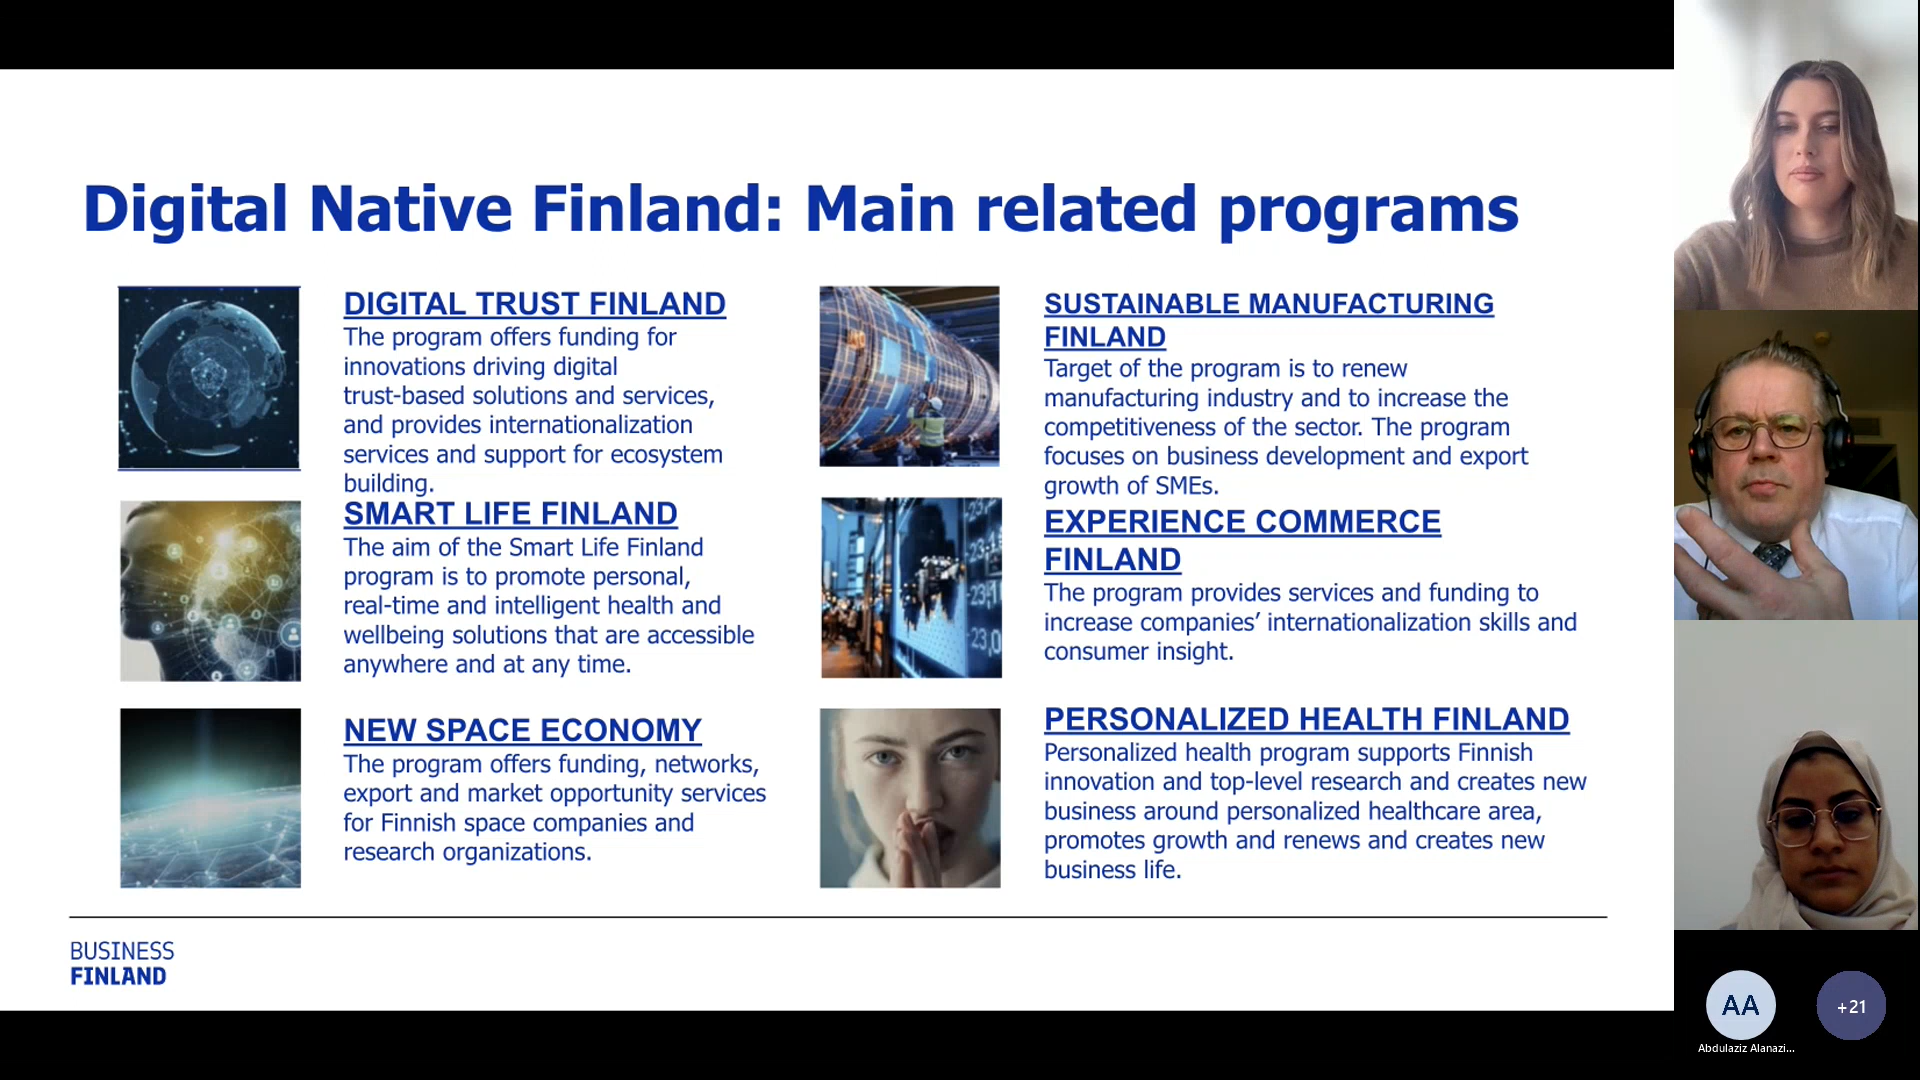 Digital Native Finland: Main related programs
DIGITAL TRUST FINLAND
The program offers funding for
innovations driving digital
trust-based solutions and services,
and provides internationalization
services and support for ecosystem
building.
SMART LIFE FINLAND
The aim of the Smart Life Finland
program is to promote personal,
real-time and intelligent health and
wellbeing solutions that are accessible
anywhere and at any time.
NEW SPACE ECONOMY
The program offers funding, networks,
export and market opportunity services
for Finnish space companies and
research organizations.
SUSTAINABLE MANUFACTURING
FINLAND
Target of the program is to renew
manufacturing industry and to increase the
competitiveness of the sector. The program
focuses on business development and export
growth of SMEs.
EXPERIENCE COMMERCE
FINLAND
The program provides services and funding to
increase companies’ internationalization skills and
consumer insight.
PERSONALIZED HEALTH FINLAND
Personalized health program supports Finnish
innovation and top-level research and creates new
business around personalized healthcare area,
promotes growth and renews and creates new
business life.
BUSINESS
FINLAND
AA
+21
Abdulaziz Alanazi...